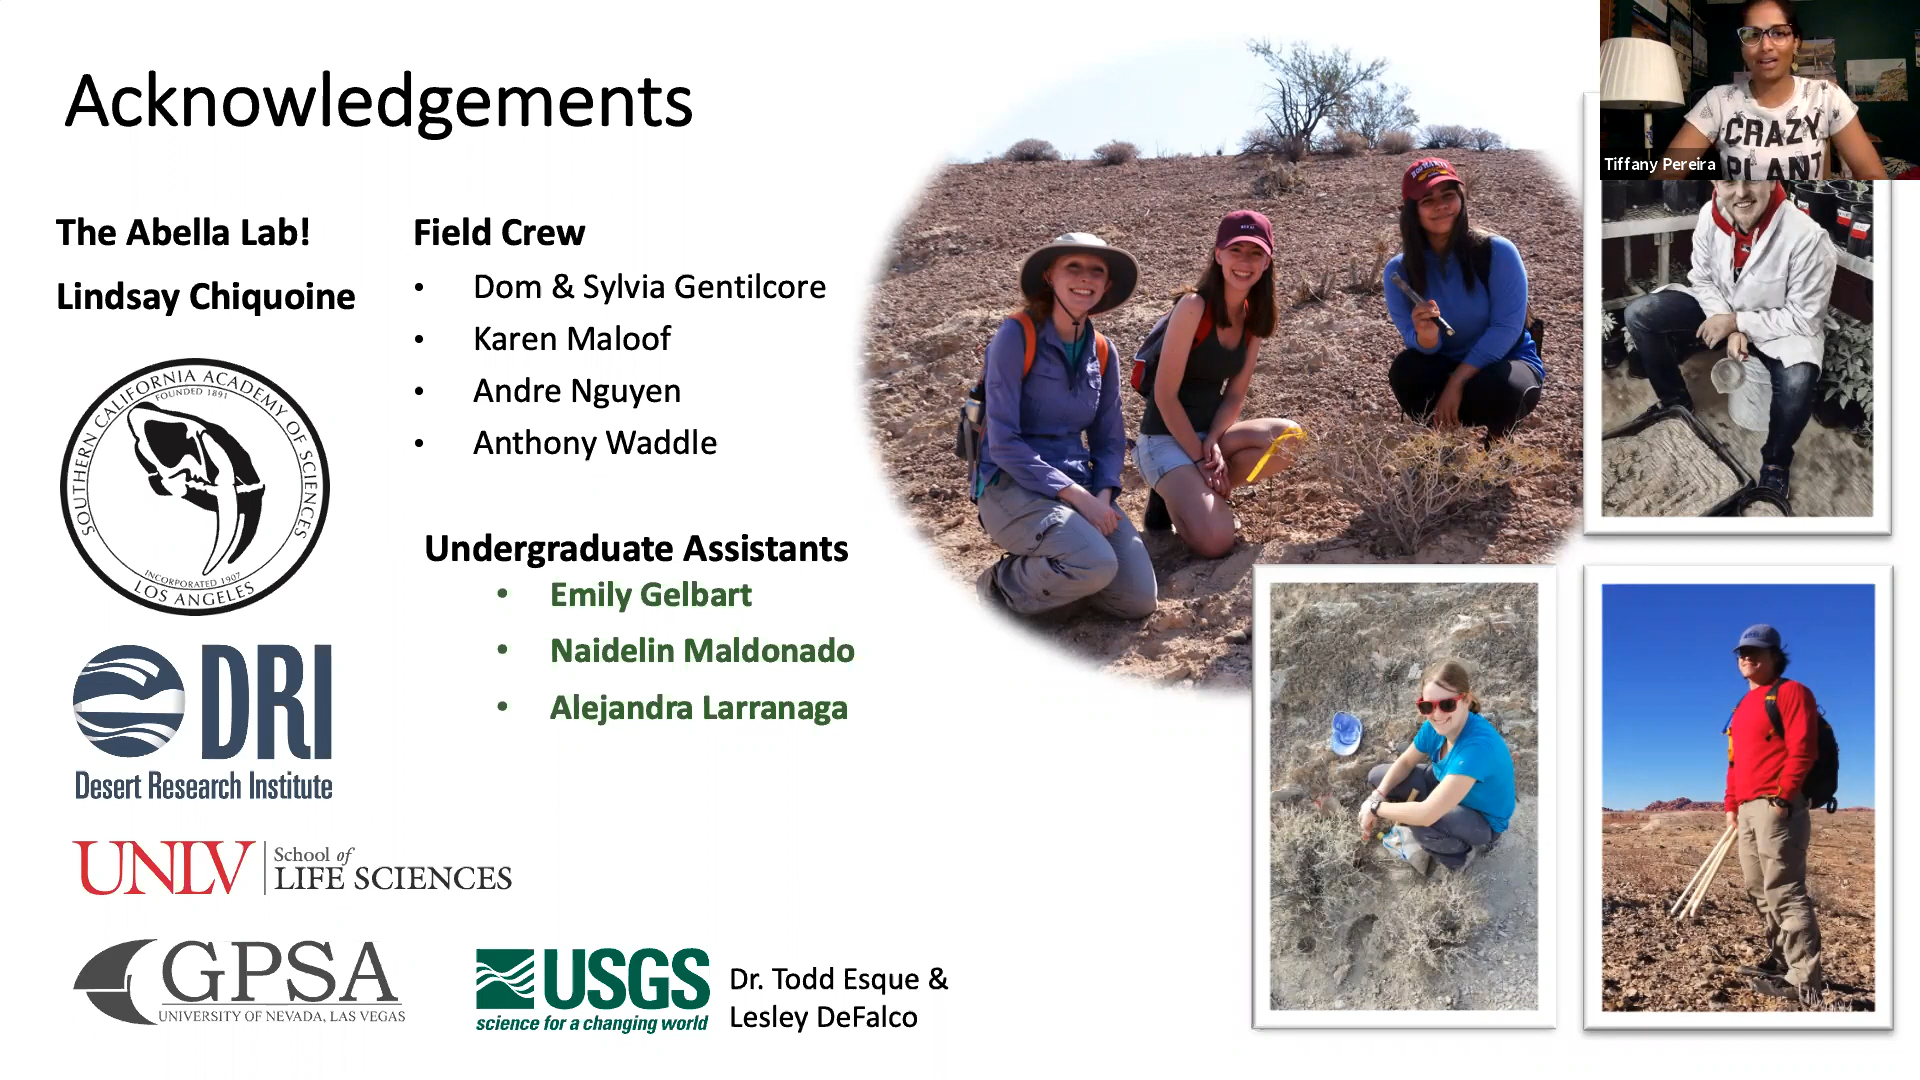 Acknowledgements
The Abella Lab!
Lindsay Chiquoine
SOUTHERN CALIFORNIA ACADEMY OF SCIENCES
FOUNDED 1891
INCORPORATED 1907
LOS ANGELES
DRI
Desert Research Institute
UNLV School of
LIFE SCIENCES
GPSA
UNIVERSITY OF NEVADA, LAS VEGAS
Field Crew
• Dom & Sylvia Gentilcore
• Karen Maloof
• Andre Nguyen
• Anthony Waddle
Undergraduate Assistants
• Emily Gelbart
• Naidelin Maldonado
• Alejandra Larranaga
USGS
science for a changing world
Dr. Todd Esque &
Lesley DeFalco
CRAZY
PLANT
Tiffany Pereira